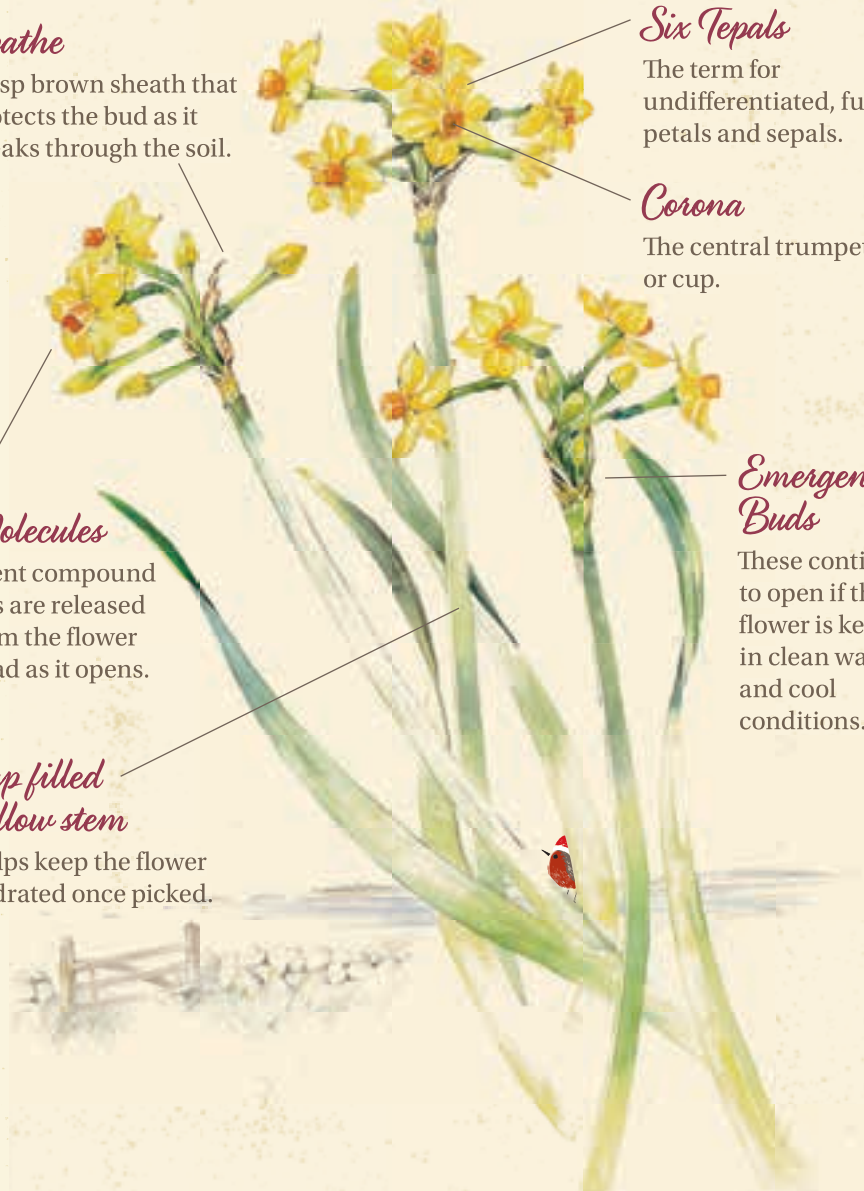 athe
sp brown sheath that
tects the bud as it
aks through the soil.
Six Tepals
The term for
undifferentiated, fu
petals and sepals.
Corona
The central trumpe
or cup.
Emergen
Buds
These conti
to open if th
flower is ke
in clean wa
and cool
conditions.
olecules
ent compound
s are released
m the flower
ad as it opens.
p filled
llow stem
lps keep the flower
drated once picked.